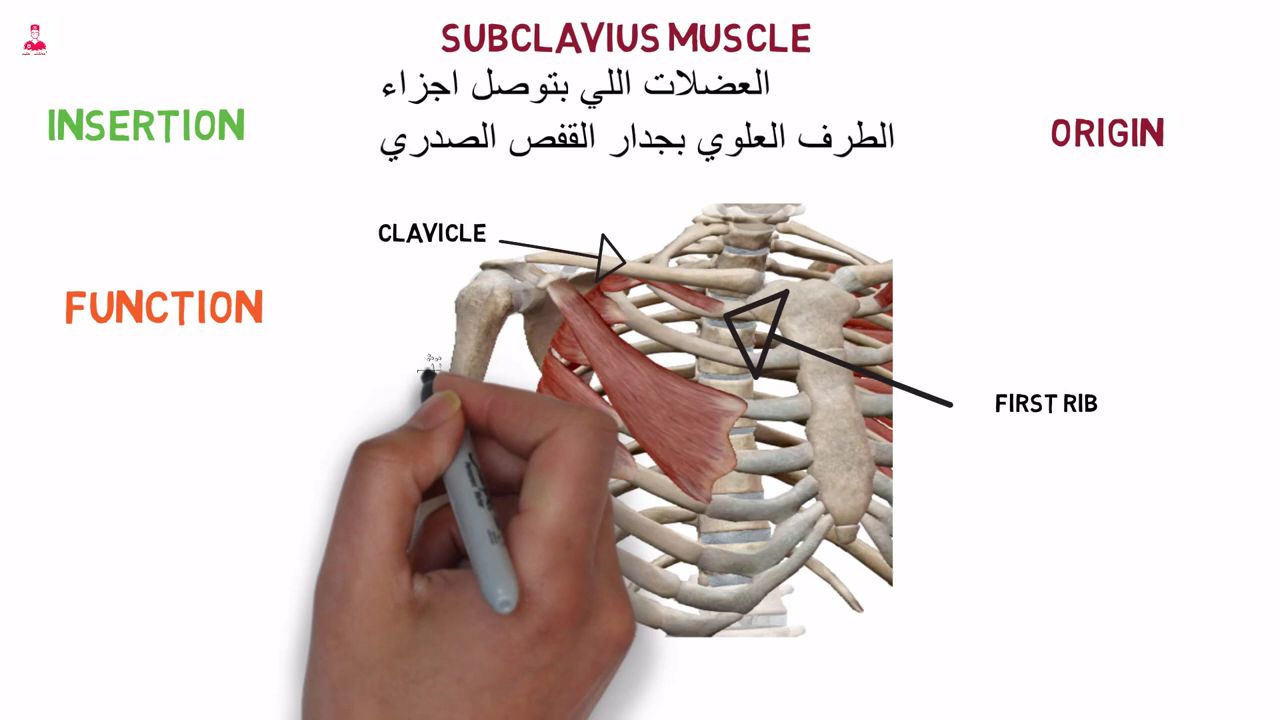 SUBCLAVIUS MUSCLE
العضلات اللي بتوصل اجزاء
الطرف العلوي بجدار القفص الصدري
INSERTION
ORIGIN
CLAVICLE
FUNCTION
FIRST RIB